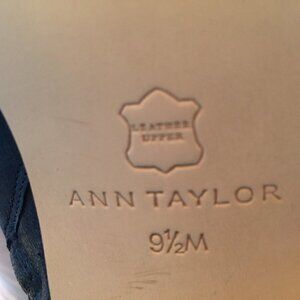 LEATHER
UPPER
ANN TAYLOR
9½M